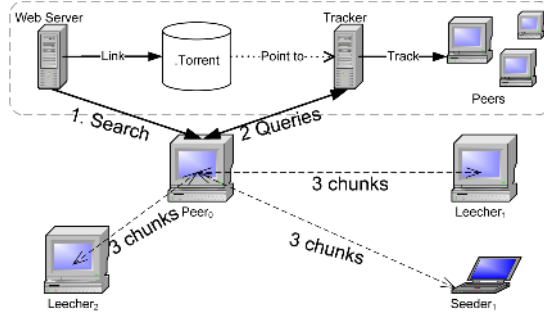 Web Server
Tracker
Link
.Torrent
Point to
Track
Peers
1. Search
2 Queries
3 chunks
Peer₀
Leecher₁
3 chunks
3 chunks
Leecher₂
Seeder₁